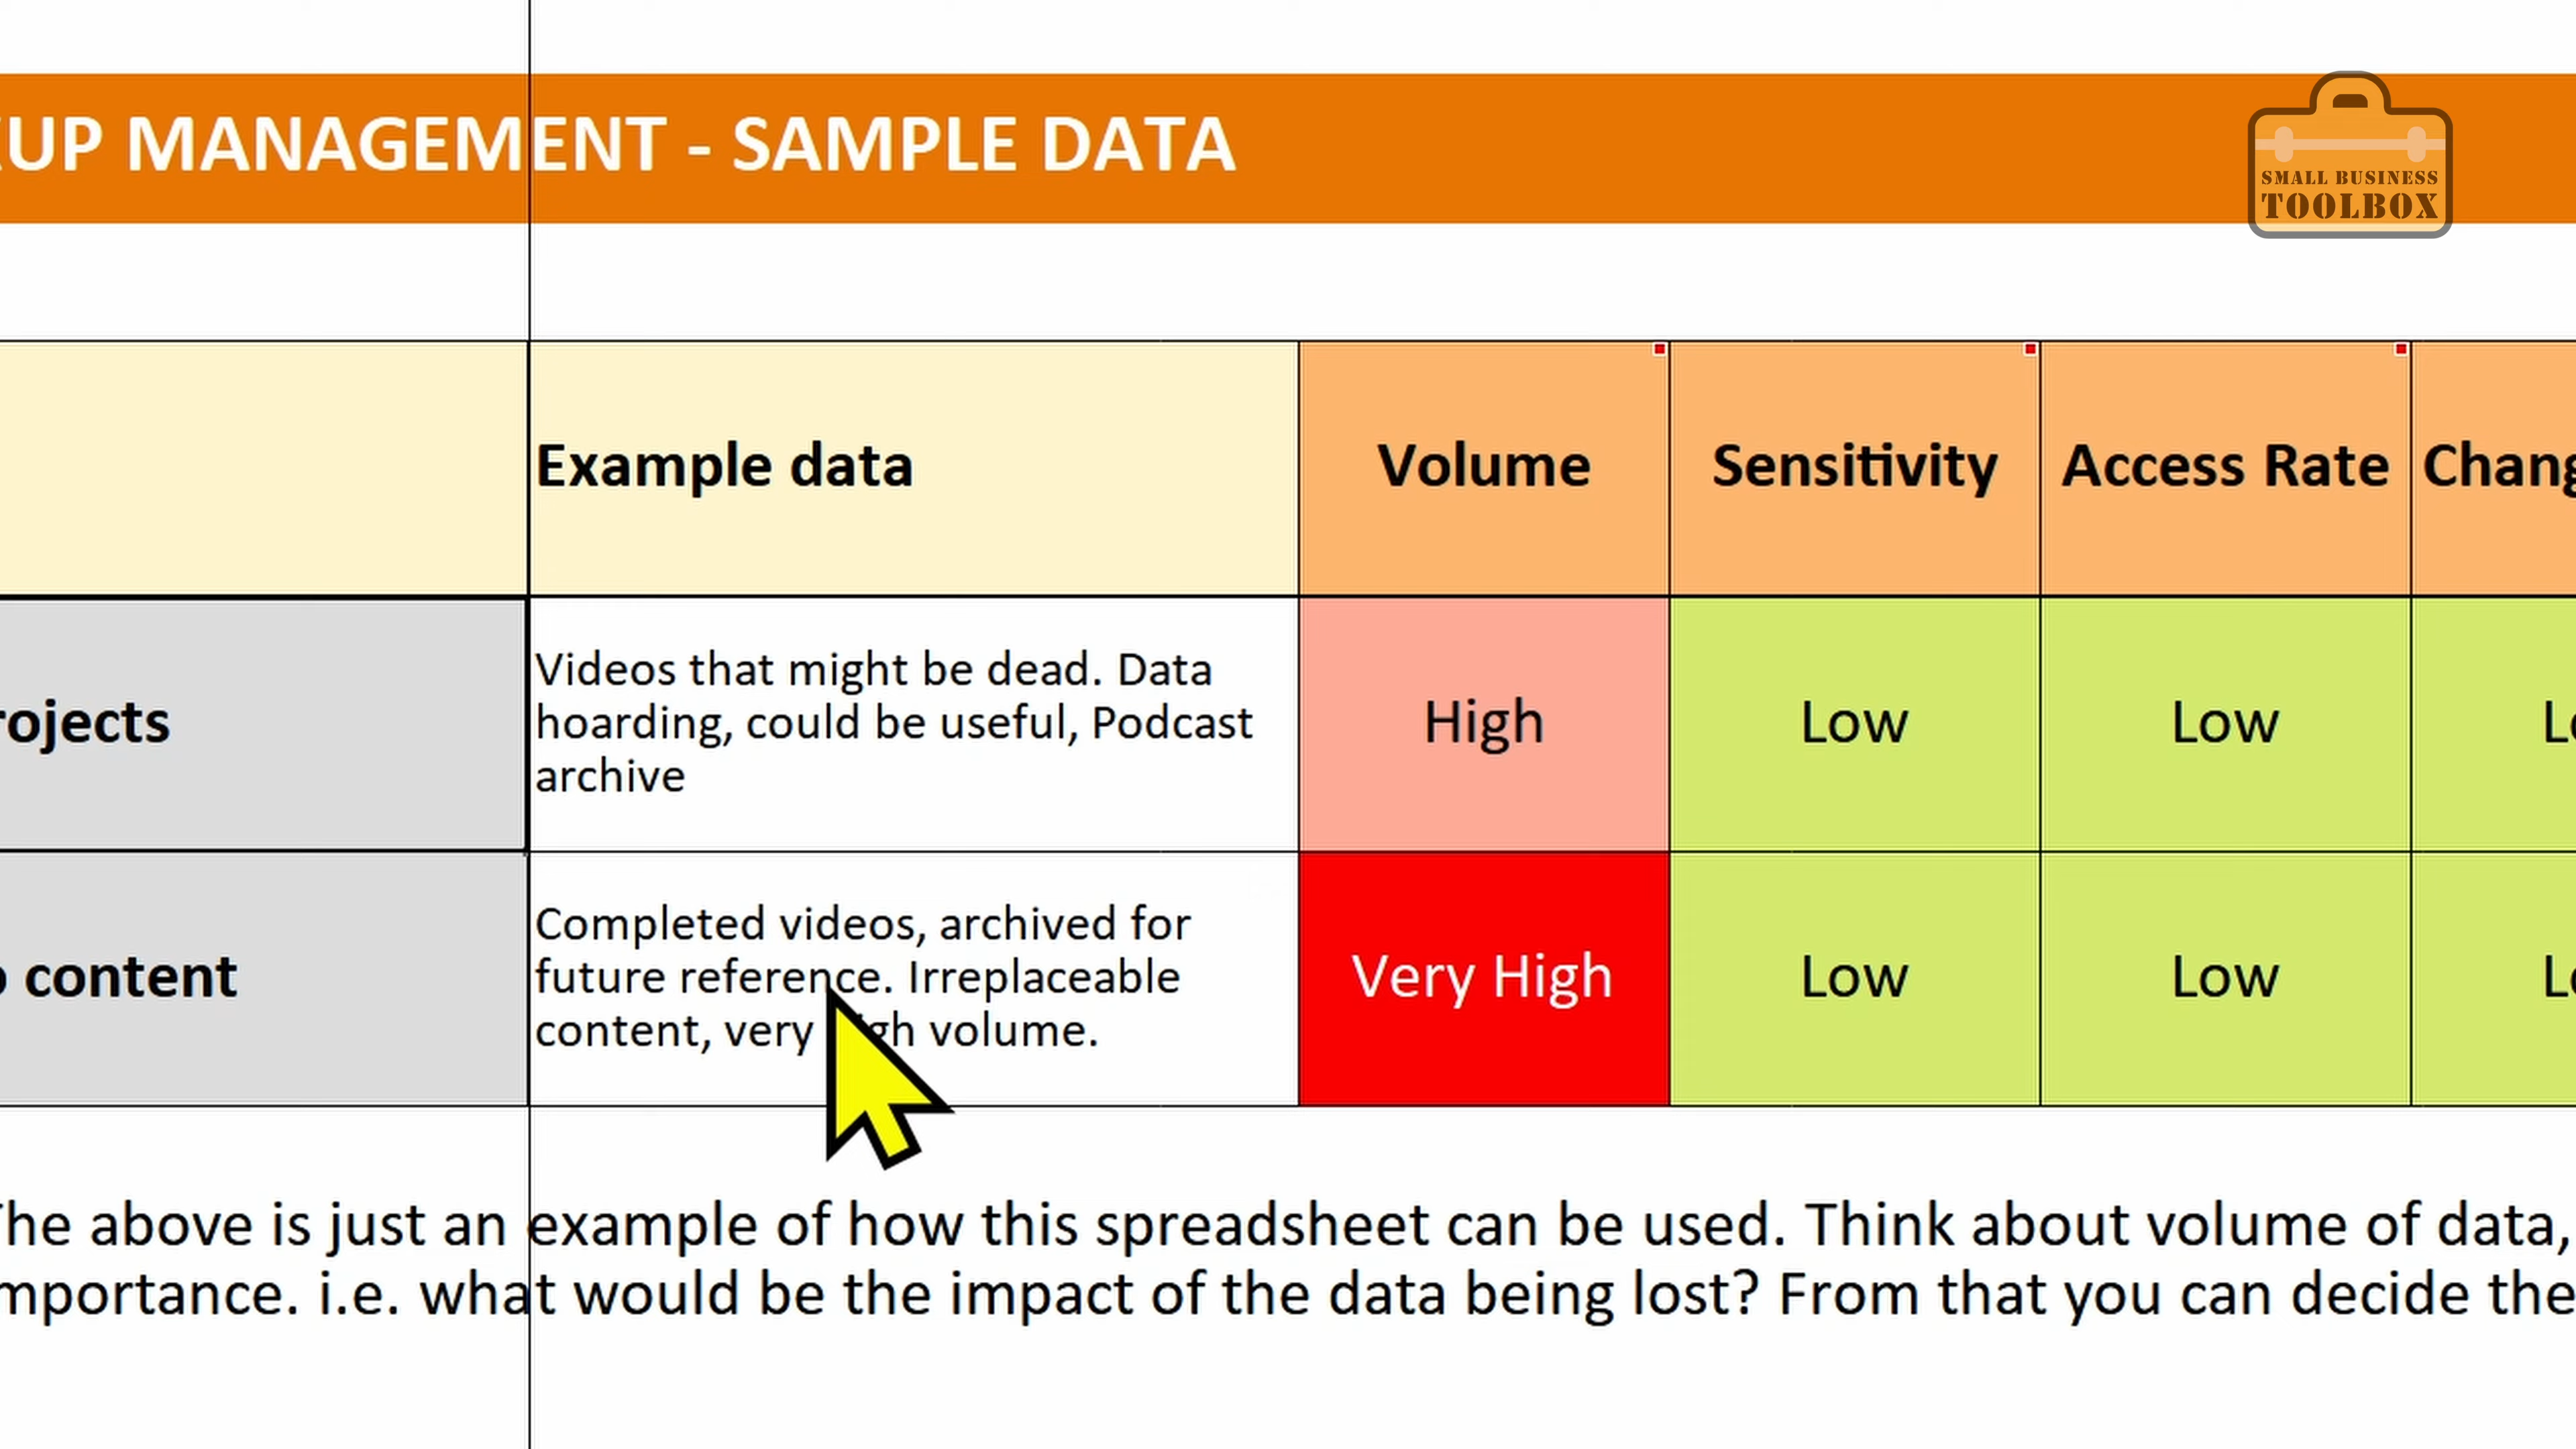 UP MANAGEMENT - SAMPLE DATA
SMALL BUSINESS
TOOLBOX
Example data
Volume
Sensitivity
Access Rate
Videos that might be dead. Data
hoarding, could be useful, Podcast
archive
High
Low
Low
content
Completed videos, archived for
future reference. Irreplaceable
content, very volume.
Very High
Low
Low
above is just an example of how this spreadsheet can be used. Think about volume of data,
i.e. what would be the impact of the data being lost? From that you can decide the